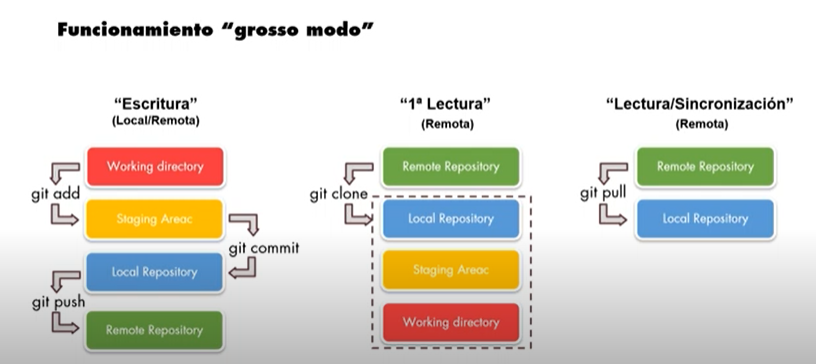 Funcionamiento “grosso modo”
“Escritura”
(Local/Remota)
Working directory
git add
Staging Areac
git commit
Local Repository
git push
Remote Repository
“1ª Lectura”
(Remota)
Remote Repository
git clone
Local Repository
Staging Areac
Working directory
“Lectura/Sincronización”
(Remota)
Remote Repository
git pull
Local Repository